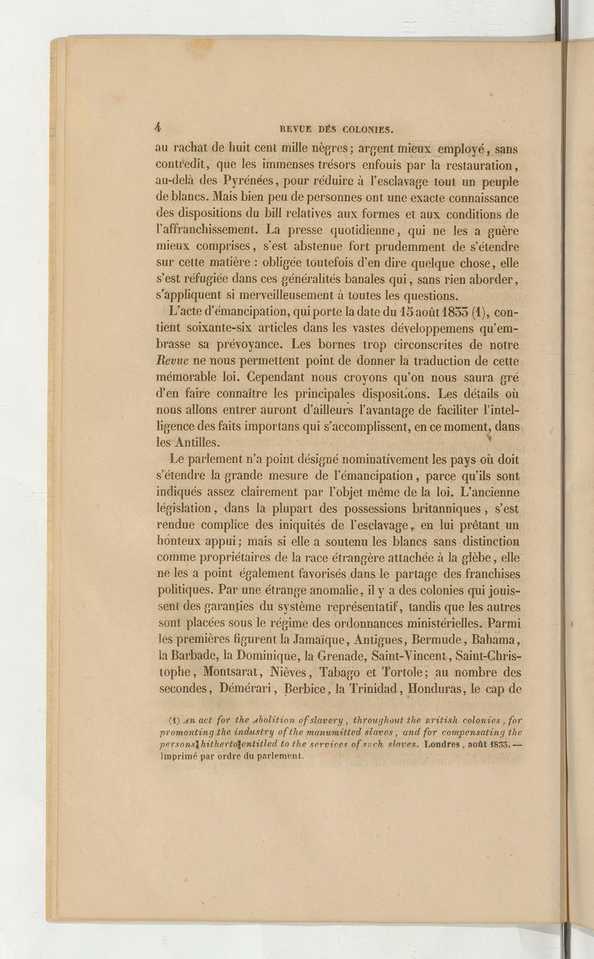 4 REVUE DES COLONIES.
au rachat de huit cent mille nègres; argent mieux employé, sans
contredit, que les immenses trésors enfouis par la restauration,
au-delà des Pyrénées, pour réduire à l'esclavage tout un peuple
de blancs. Mais bien peu de personnes ont une exacte connaissance
des dispositions du bill relatives aux formes et aux conditions de
l'affranchissement. La presse quotidienne, qui ne les a guère
mieux comprises, s'est abstenue fort prudemment de s'étendre
sur cette matière : obligée toutefois d'en dire quelque chose, elle
s'est réfugiée dans ces généralités banales qui, sans rien aborder,
s'appliquent si merveilleusement à toutes les questions.
L'acte d'émancipation, qui porte la date du 15 août 1833 (1), con-
tient soixante-six articles dans les vastes développemens qu'em-
brasse sa prévoyance. Les bornes trop circonscrites de notre
Revue ne nous permettent point de donner la traduction de cette
mémorable loi. Cependant nous croyons qu'on nous saura gré
d'en faire connaître les principales dispositions. Les détails où
nous allons entrer auront d'ailleurs l'avantage de faciliter l'intel-
ligence des faits importans qui s'accomplissent, en ce moment, dans
les Antilles.
Le parlement n'a point désigné nominativement les pays où doit
s'étendre la grande mesure de l'émancipation, parce qu'ils sont
indiqués assez clairement par l'objet même de la loi. L'ancienne
législation, dans la plupart des possessions britanniques, s'est
rendue complice des iniquités de l'esclavage, en lui prêtant un
honteux appui; mais si elle a soutenu les blancs sans distinction
comme propriétaires de la race étrangère attachée à la glèbe, elle
ne les a point également favorisés dans le partage des franchises
politiques. Par une étrange anomalie, il y a des colonies qui jouis-
sent des garanties du système représentatif, tandis que les autres
sont placées sous le régime des ordonnances ministérielles. Parmi
les premières figurent la Jamaïque, Antigues, Bermude, Bahama,
la Barbade, la Dominique, la Grenade, Saint-Vincent, Saint-Chris-
tophe, Montsarat, Nièves, Tabago et Tortole; au nombre des
secondes, Démérari, Berbice, la Trinidad, Honduras, le cap de
(1) An act for the Abolition of slavery, throughout the British colonies, for
promonting the industry of the manumitted slaves, and for compensating the
persons hitherto entitled to the services of such slaves. Londres, août 1833.—
Imprimé par ordre du parlement.